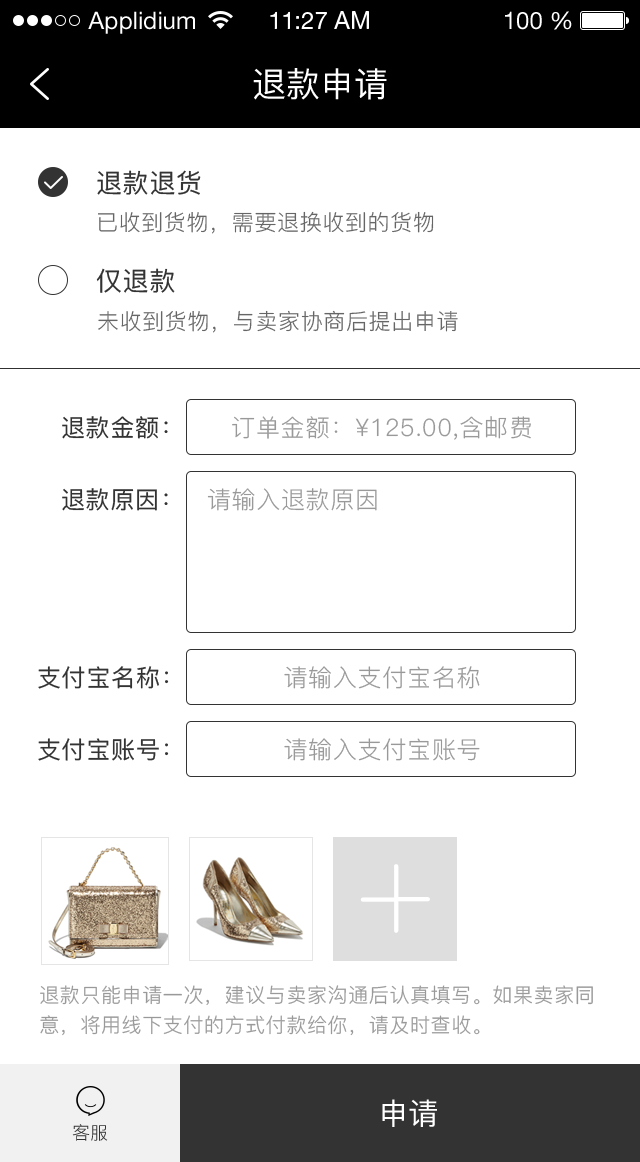 Applidium 11:27 AM 100 %
退款申请
退款退货
已收到货物，需要退换收到的货物
仅退款
未收到货物，与卖家协商后提出申请
退款金额： 订单金额：¥125.00,含邮费
退款原因： 请输入退款原因
支付宝名称： 请输入支付宝名称
支付宝账号： 请输入支付宝账号
退款只能申请一次，建议与卖家沟通后认真填写。如果卖家同
意，将用线下支付的方式付款给你，请及时查收。
客服
申请